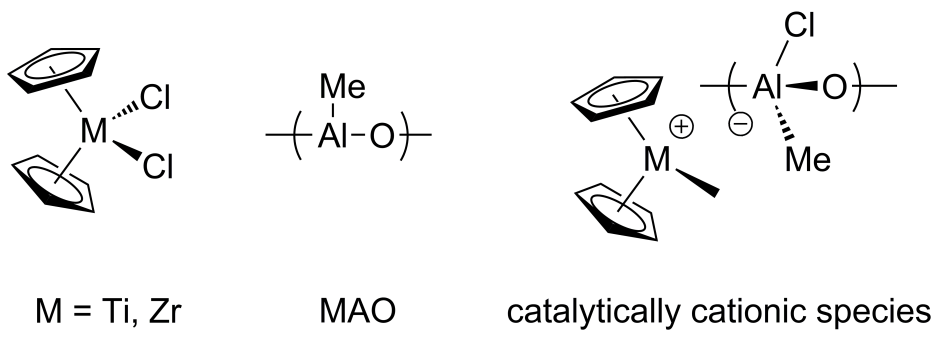 Cl
Cl
M
Me
Al
O
Cl
Al
O
Me
M
M = Ti, Zr
MAO
catalytically cationic species